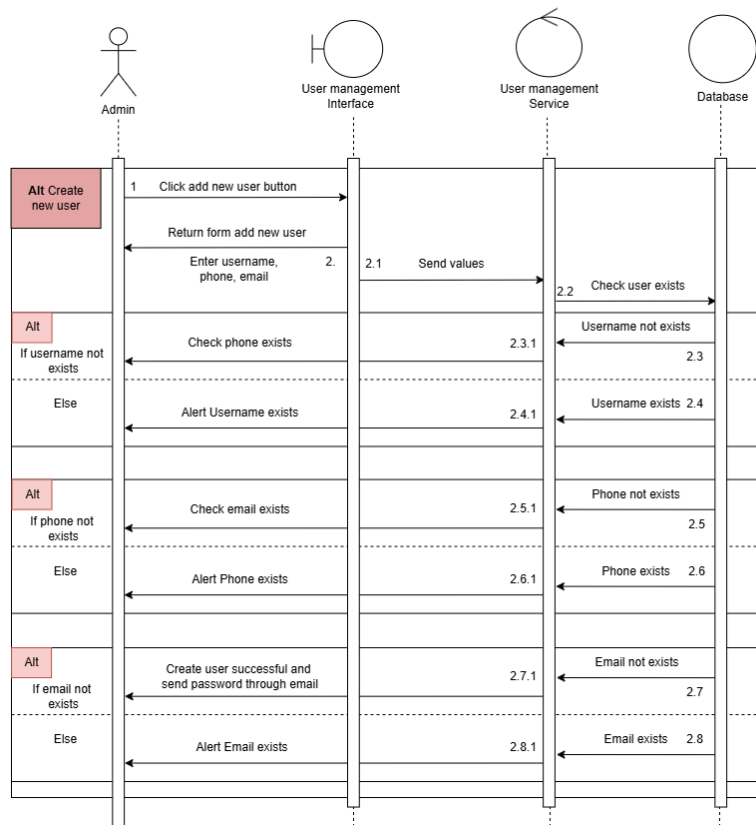 Admin
User management
Interface
User management
Service
Database
Alt Create
new user
1 Click add new user button
Return form add new user
Enter username,
phone, email
2.
2.1 Send values
2.2 Check user exists
Alt
If username not
exists
Check phone exists
2.3.1
Username not exists
2.3
Else
Alert Username exists
2.4.1
Username exists 2.4
Alt
If phone not
exists
Check email exists
2.5.1
Phone not exists
2.5
Else
Alert Phone exists
2.6.1
Phone exists 2.6
Alt
If email not
exists
Create user successful and
send password through email
2.7.1
Email not exists
2.7
Else
Alert Email exists
2.8.1
Email exists 2.8